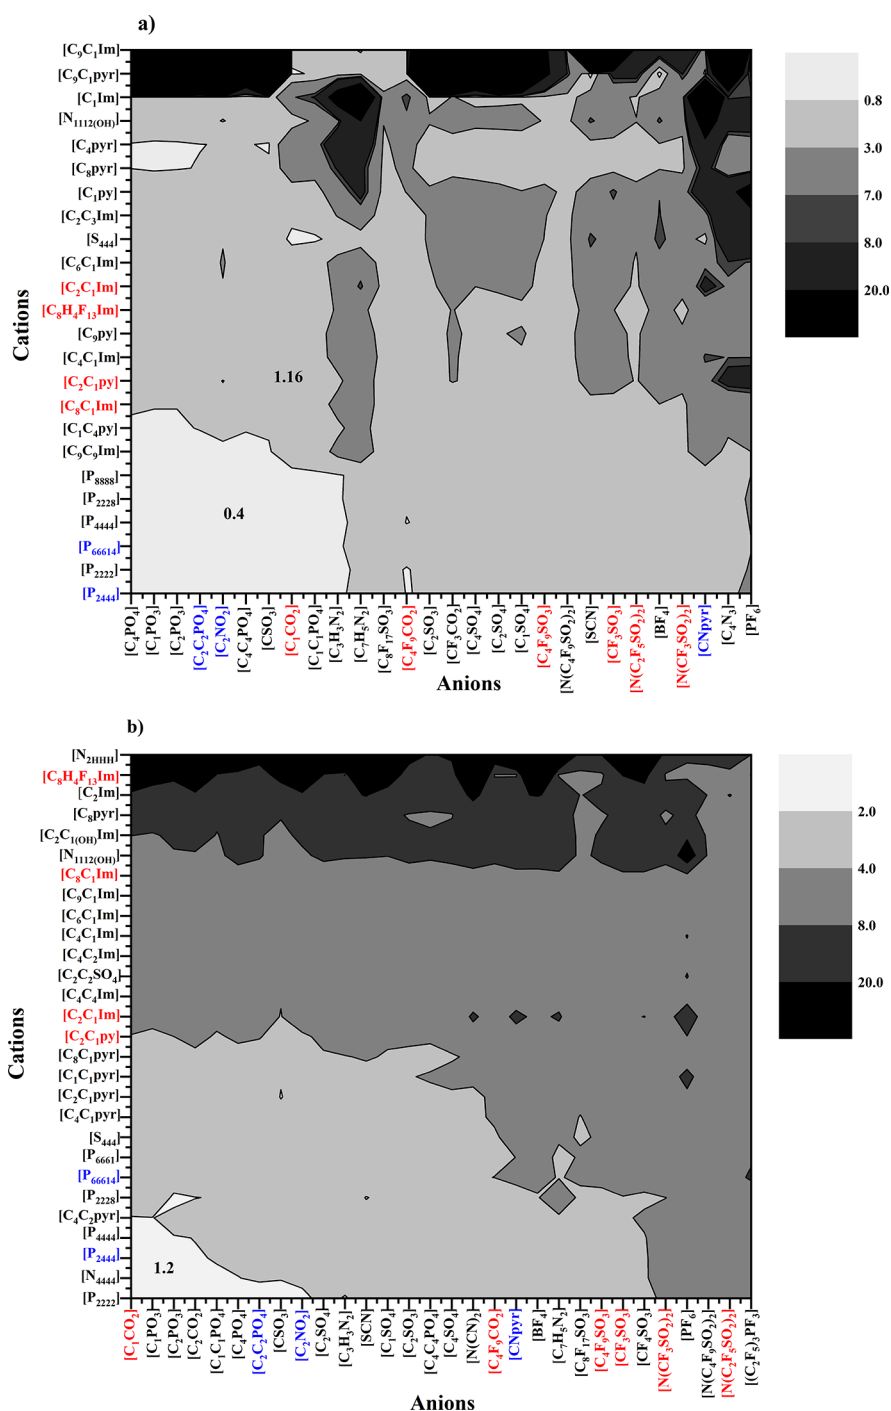 a)
[C9C1Im]
[C9C1pyr]
[C1Im]
[N1112(OH)]
[C4pyr]
[C8pyr]
[C1py]
[C2C3Im]
[S444]
[C6C1Im]
[C2C1Im]
[C8H4F13Im]
[C9py]
[C4C1Im]
[C2C1py]
[C8C1Im]
[C1C4py]
[C9C9Im]
[P8888]
[P2228]
[P4444]
[P66614]
[P2222]
[P2444]
Cations
1.16
0.4
0.8
3.0
7.0
8.0
20.0
[C4PO4]
[C1PO3]
[C2PO3]
[C2C2PO4]
[C2NO2]
[C4C4PO4]
[CSO3]
[C1CO2]
[C1C1PO4]
[C3H3N2]
[C7H5N2]
[C8F17SO3]
[C4F9CO2]
[C2SO3]
[CF3CO2]
[C4SO4]
[C2SO4]
[C1SO4]
[C4F9SO3]
[N(C4F9SO2)2]
[SCN]
[CF3SO3]
[N(C2F5SO2)2]
[BF4]
[N(CF3SO2)2]
[CNpyr]
[C4N3]
[PF6]
Anions
b)
[N2HHH]
[C8H4F13Im]
[C2Im]
[C8pyr]
[C2C1(OH)Im]
[N1112(OH)]
[C8C1Im]
[C9C1Im]
[C6C1Im]
[C4C1Im]
[C4C2Im]
[C2C2SO4]
[C4C4Im]
[C2C1Im]
[C2C1py]
[C8C1pyr]
[C1C1pyr]
[C2C1pyr]
[C4C1pyr]
[S444]
[P6661]
[P66614]
[P2228]
[C4C2pyr]
[P4444]
[P2444]
[N4444]
[P2222]
Cations
1.2
2.0
4.0
8.0
20.0
[C1CO2]
[C1PO3]
[C2PO3]
[C2CO2]
[C1C1PO4]
[C4PO4]
[C2C2PO4]
[CSO3]
[C2NO2]
[C2SO4]
[C3H3N2]
[SCN]
[C1SO4]
[C2SO3]
[C4C4PO4]
[C4SO4]
[N(CN)2]
[C4F9CO2]
[CNpyr]
[BF4]
[C7H5N2]
[C8F17SO3]
[C4F9SO3]
[CF3SO3]
[CF4SO3]
[N(CF3SO2)2]
[PF6]
[N(C4F9SO2)2]
[N(C2F5SO2)2]
[(C2F5)3PF3]
Anions